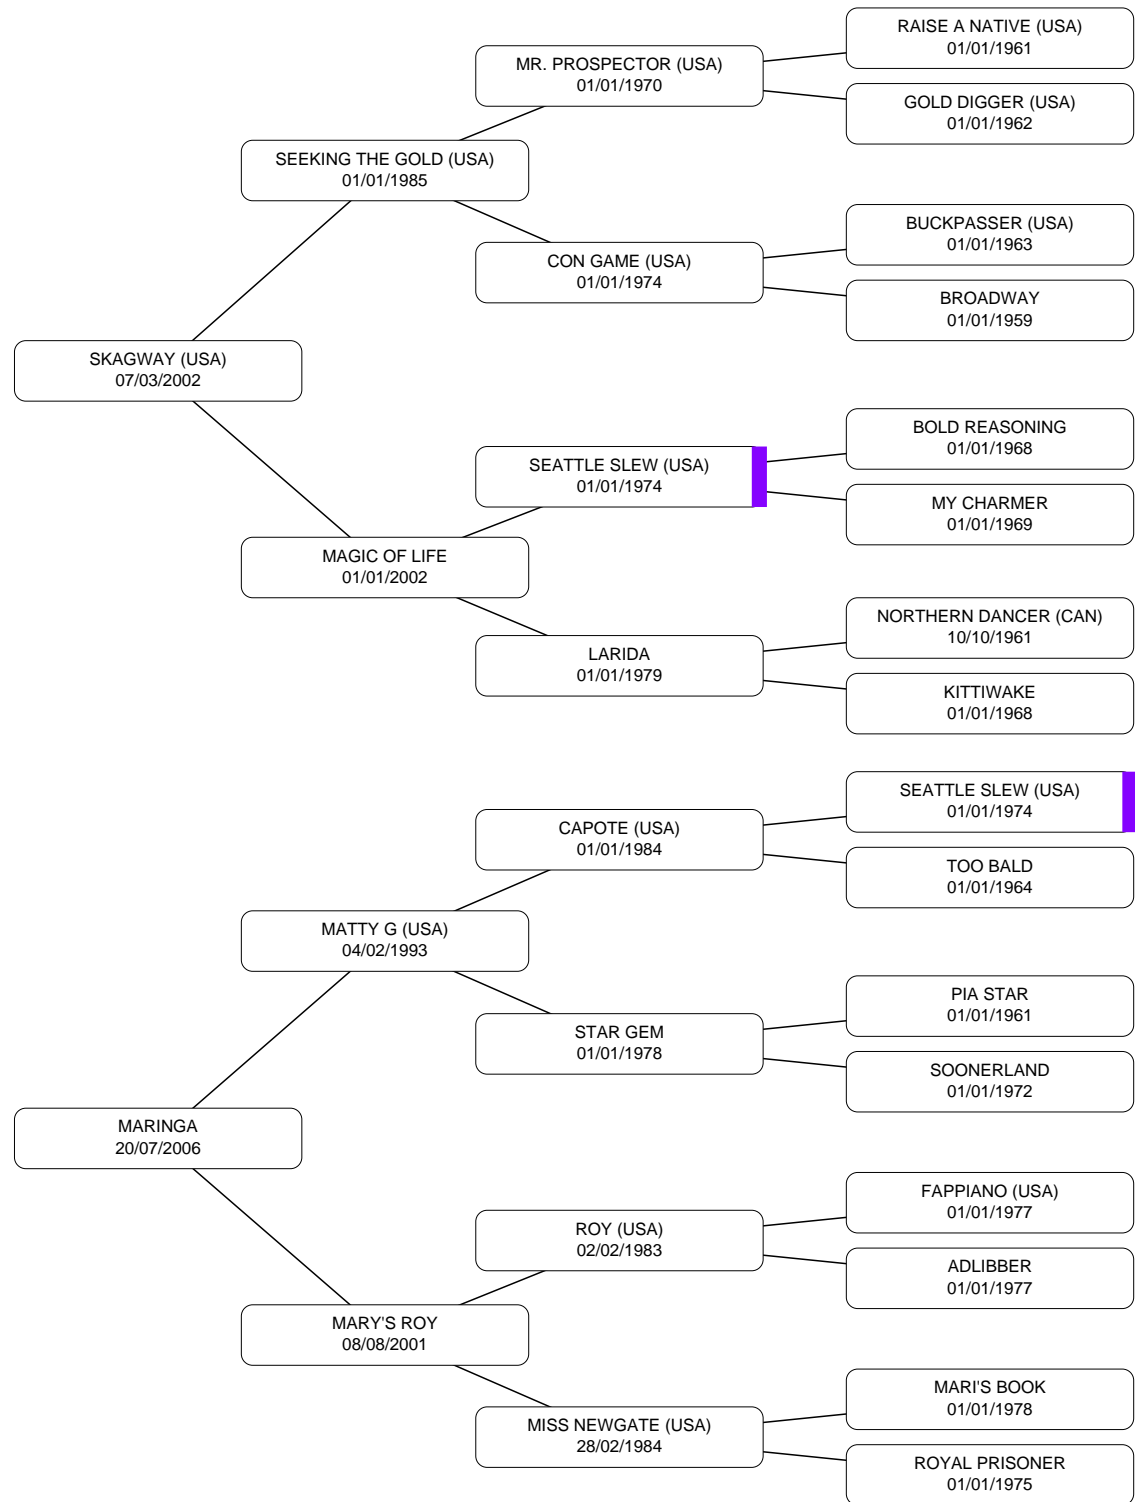 RAISE A NATIVE (USA)
01/01/1961
MR. PROSPECTOR (USA)
01/01/1970
GOLD DIGGER (USA)
01/01/1962
SEEKING THE GOLD (USA)
01/01/1985
BUCKPASSER (USA)
01/01/1963
CON GAME (USA)
01/01/1974
BROADWAY
01/01/1959
SKAGWAY (USA)
07/03/2002
BOLD REASONING
01/01/1968
SEATTLE SLEW (USA)
01/01/1974
MY CHARMER
01/01/1969
MAGIC OF LIFE
01/01/2002
NORTHERN DANCER (CAN)
10/10/1961
LARIDA
01/01/1979
KITTIWAKE
01/01/1968
SEATTLE SLEW (USA)
01/01/1974
CAPOTE (USA)
01/01/1984
TOO BALD
01/01/1964
MATTY G (USA)
04/02/1993
PIA STAR
01/01/1961
STAR GEM
01/01/1978
SOONERLAND
01/01/1972
MARINGA
20/07/2006
FAPPIANO (USA)
01/01/1977
ROY (USA)
02/02/1983
ADLIBBER
01/01/1977
MARY'S ROY
08/08/2001
MARI'S BOOK
01/01/1978
MISS NEWGATE (USA)
28/02/1984
ROYAL PRISONER
01/01/1975